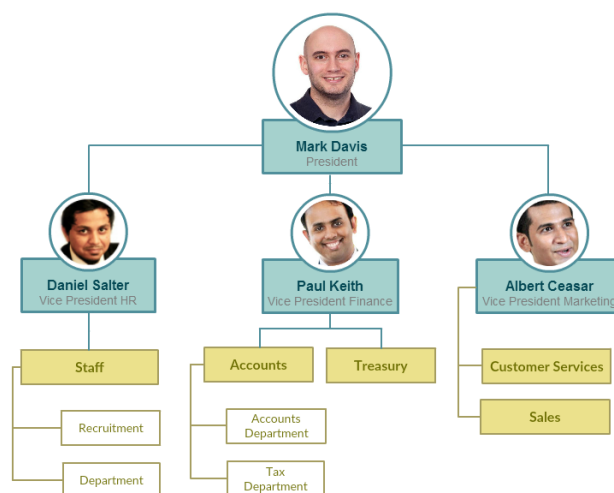 Mark Davis
President
Daniel Salter
Vice President HR
Paul Keith
Vice President Finance
Albert Ceasar
Vice President Marketing
Staff
Accounts
Treasury
Customer Services
Recruitment
Accounts
Department
Sales
Department
Tax
Department